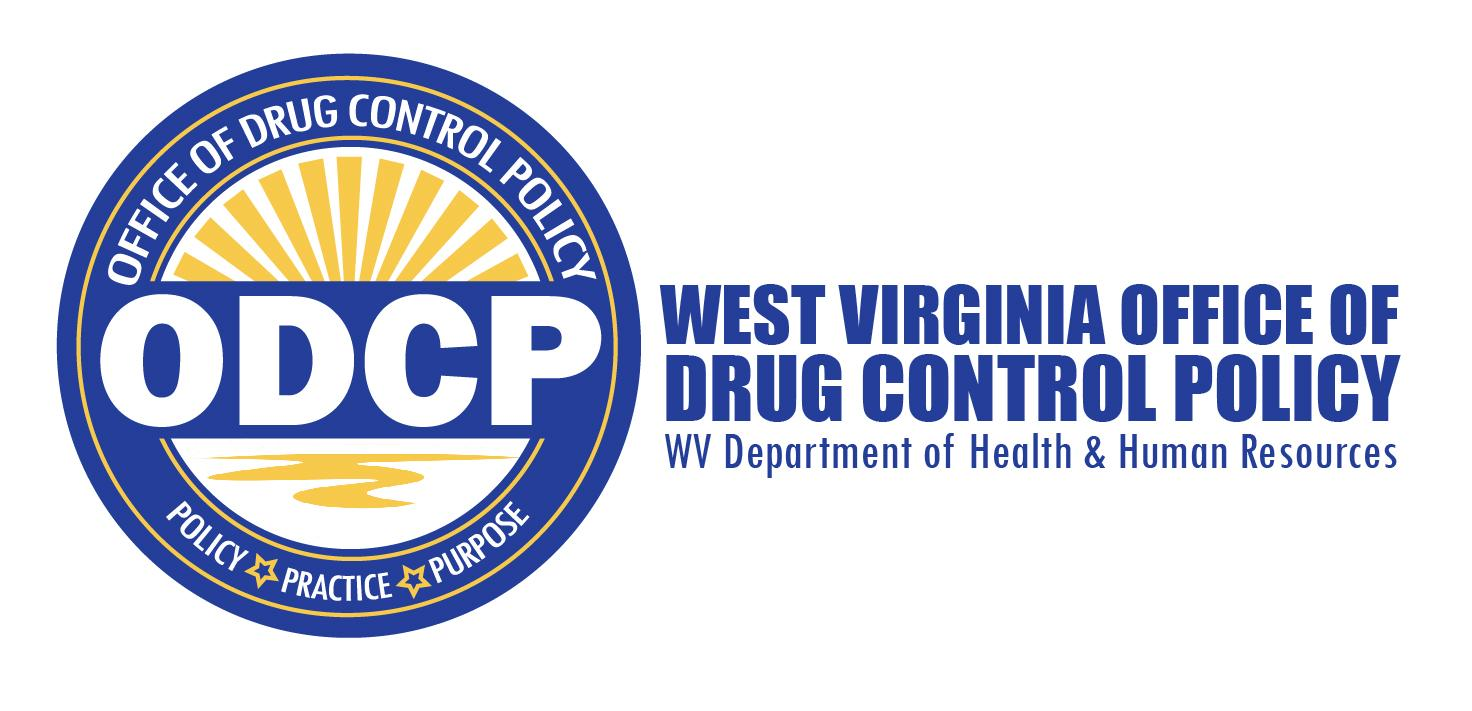 OFFICE OF DRUG CONTROL POLICY
ODCP
POLICY PRACTICE PURPOSE
WEST VIRGINIA OFFICE OF
DRUG CONTROL POLICY
WV Department of Health & Human Resources